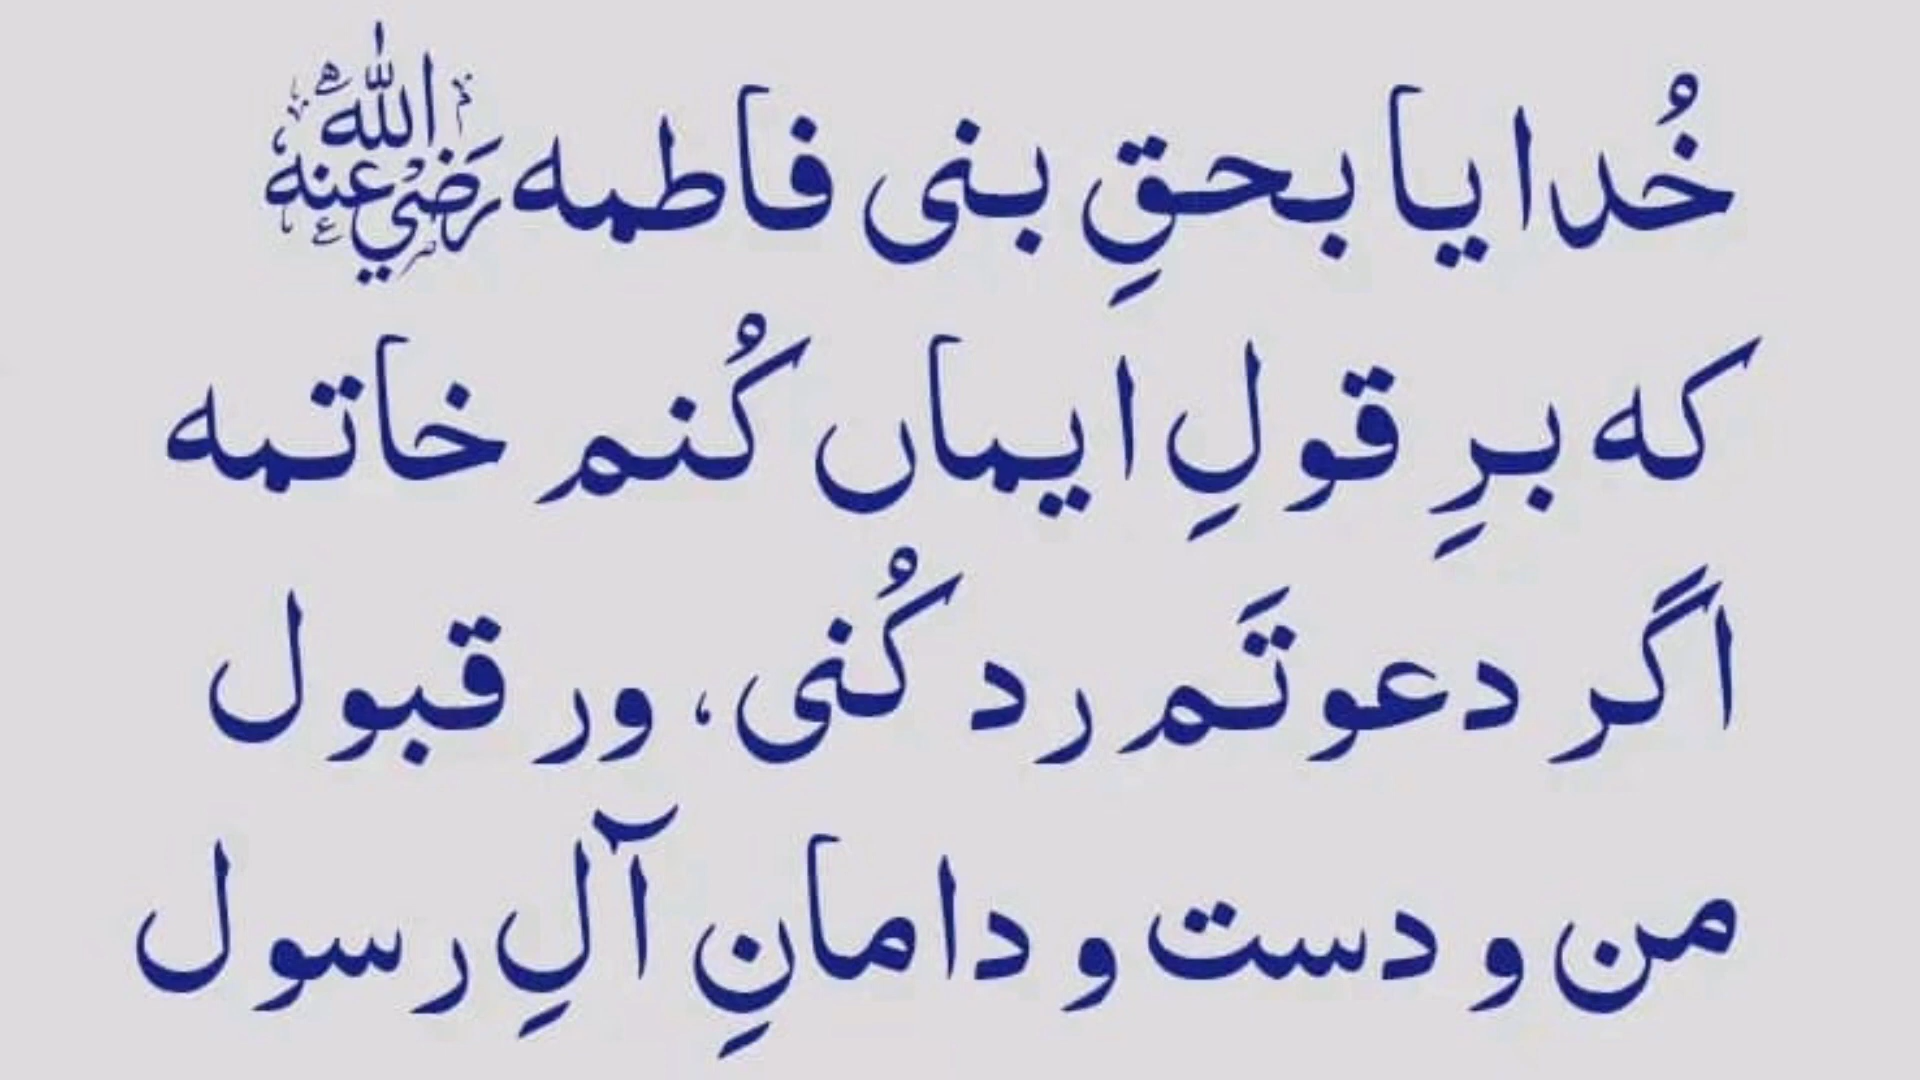 خُدایا بحقِ بنی فاطمہ رَضِيَ اللهُ عَنهُ
کہ برِ قولِ ایماں کُنم خاتمہ
اگر دعوتَم رد کُنی، ور قبول
من و دست و دامانِ آلِ رسول